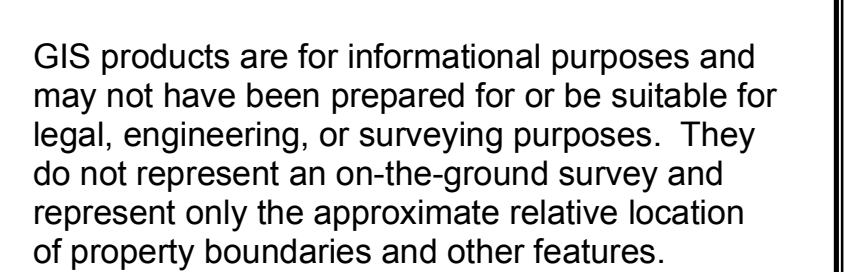 GIS products are for informational purposes and
may not have been prepared for or be suitable for
legal, engineering, or surveying purposes.  They
do not represent an on-the-ground survey and
represent only the approximate relative location
of property boundaries and other features.